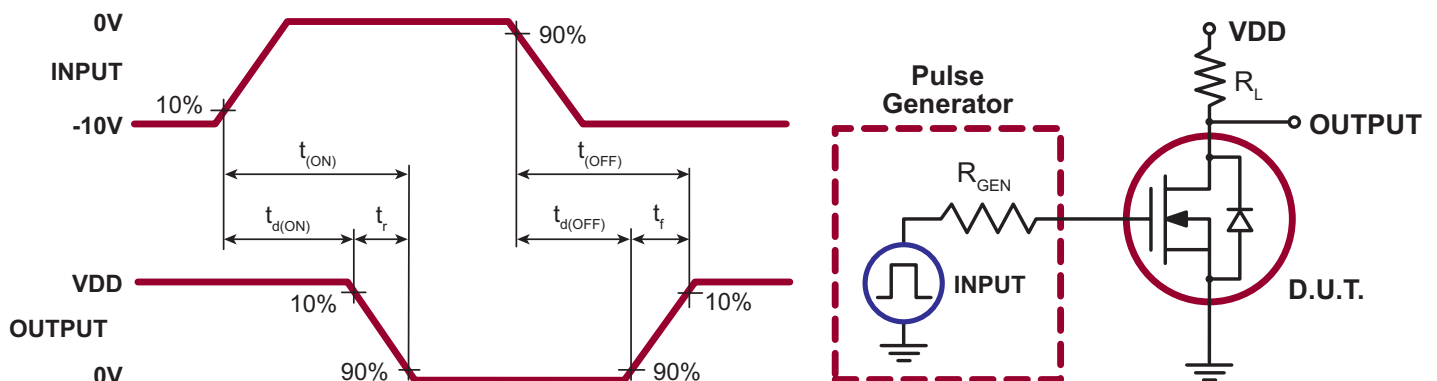 0V
INPUT
-10V
10%
90%
t(ON)
t(OFF)
td(ON)
tr
td(OFF)
tf
VDD
OUTPUT
0V
10%
90%
10%
90%
Pulse
Generator
RGEN
INPUT
VDD
RL
OUTPUT
D.U.T.